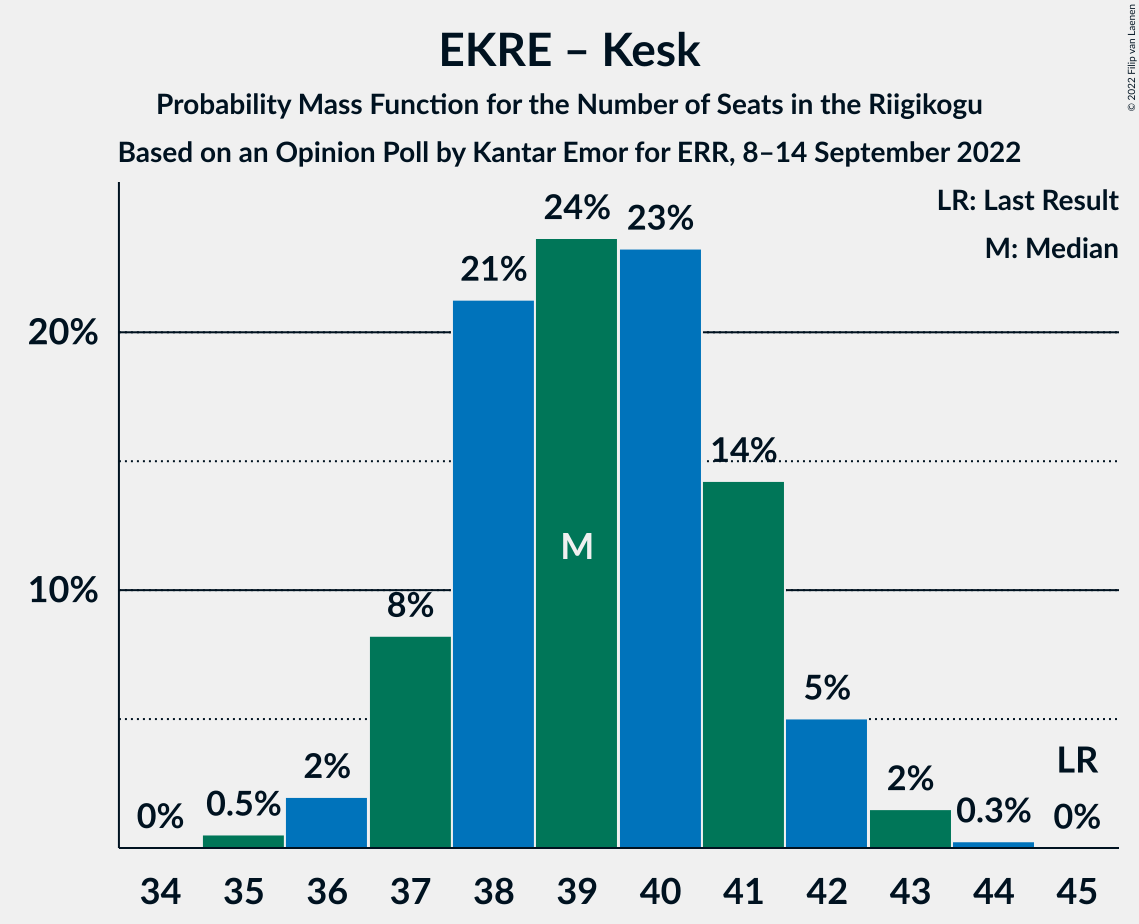 EKRE – Kesk
Probability Mass Function for the Number of Seats in the Riigikogu
Based on an Opinion Poll by Kantar Emor for ERR, 8–14 September 2022
© 2022 Filip van Laenen
LR: Last Result
M: Median
20%
10%
0%
0.5%
2%
8%
21%
24%
23%
14%
5%
2%
0.3%
0%
M
LR
34 35 36 37 38 39 40 41 42 43 44 45